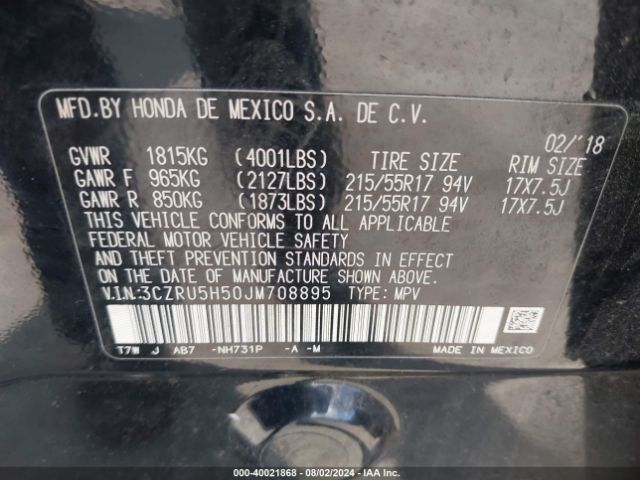 MFD.BY HONDA DE MEXICO S.A. DE C.V.
02/'18
GVWR 1815KG (4001LBS) TIRE SIZE RIM SIZE
GAWR F 965KG (2127LBS) 215/55R17 94V 17X7.5J
GAWR R 850KG (1873LBS) 215/55R17 94V 17X7.5J
THIS VEHICLE CONFORMS TO ALL APPLICABLE
FEDERAL MOTOR VEHICLE SAFETY
AND THEFT PREVENTION STANDARDS IN EFFECT
ON THE DATE OF MANUFACTURE SHOWN ABOVE.
V.I.N:3CZRU5H50JM708895 TYPE: MPV
T7W J AB7 -NH731P -A -M MADE IN MEXICO
000-40021868 - 08/02/2024 - IAA Inc.